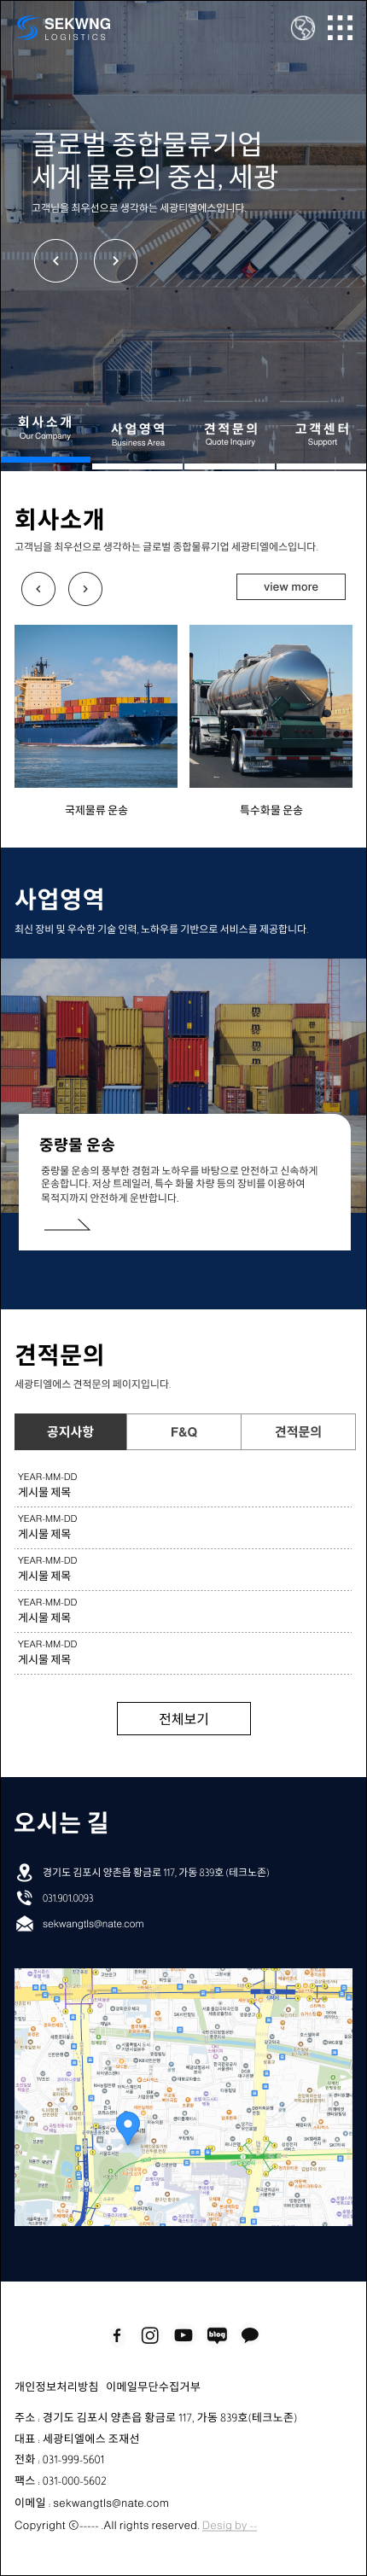 SEKWNG
LOGISTICS
글로벌 종합물류기업
세계 물류의 중심, 세광
고객님을 최우선으로 생각하는 세광티엘에스입니다.
회사소개
Our Company
사업영역
Business Area
견적문의
Quote Inquiry
고객센터
Support
회사소개
고객님을 최우선으로 생각하는 글로벌 종합물류기업 세광티엘에스입니다.
view more
국제물류 운송
특수화물 운송
사업영역
최신 장비 및 우수한 기술 인력, 노하우를 기반으로 서비스를 제공합니다.
중량물 운송
중량물 운송의 풍부한 경험과 노하우를 바탕으로 안전하고 신속하게
운송합니다. 저상 트레일러, 특수 화물 차량 등의 장비를 이용하여
목적지까지 안전하게 운반합니다.
견적문의
세광티엘에스 견적문의 페이지입니다.
공지사항
F&Q
견적문의
YEAR-MM-DD
게시물 제목
YEAR-MM-DD
게시물 제목
YEAR-MM-DD
게시물 제목
YEAR-MM-DD
게시물 제목
YEAR-MM-DD
게시물 제목
전체보기
오시는 길
경기도 김포시 양촌읍 황금로 117, 가동 839호 (테크노존)
031.901.0093
sekwangtls@nate.com
blog
개인정보처리방침 이메일무단수집거부
주소 : 경기도 김포시 양촌읍 황금로 117, 가동 839호(테크노존)
대표 : 세광티엘에스 조재선
전화 : 031-999-5601
팩스 : 031-000-5602
이메일 : sekwangtls@nate.com
Copyright ⓒ----- .All rights reserved. Desig by --